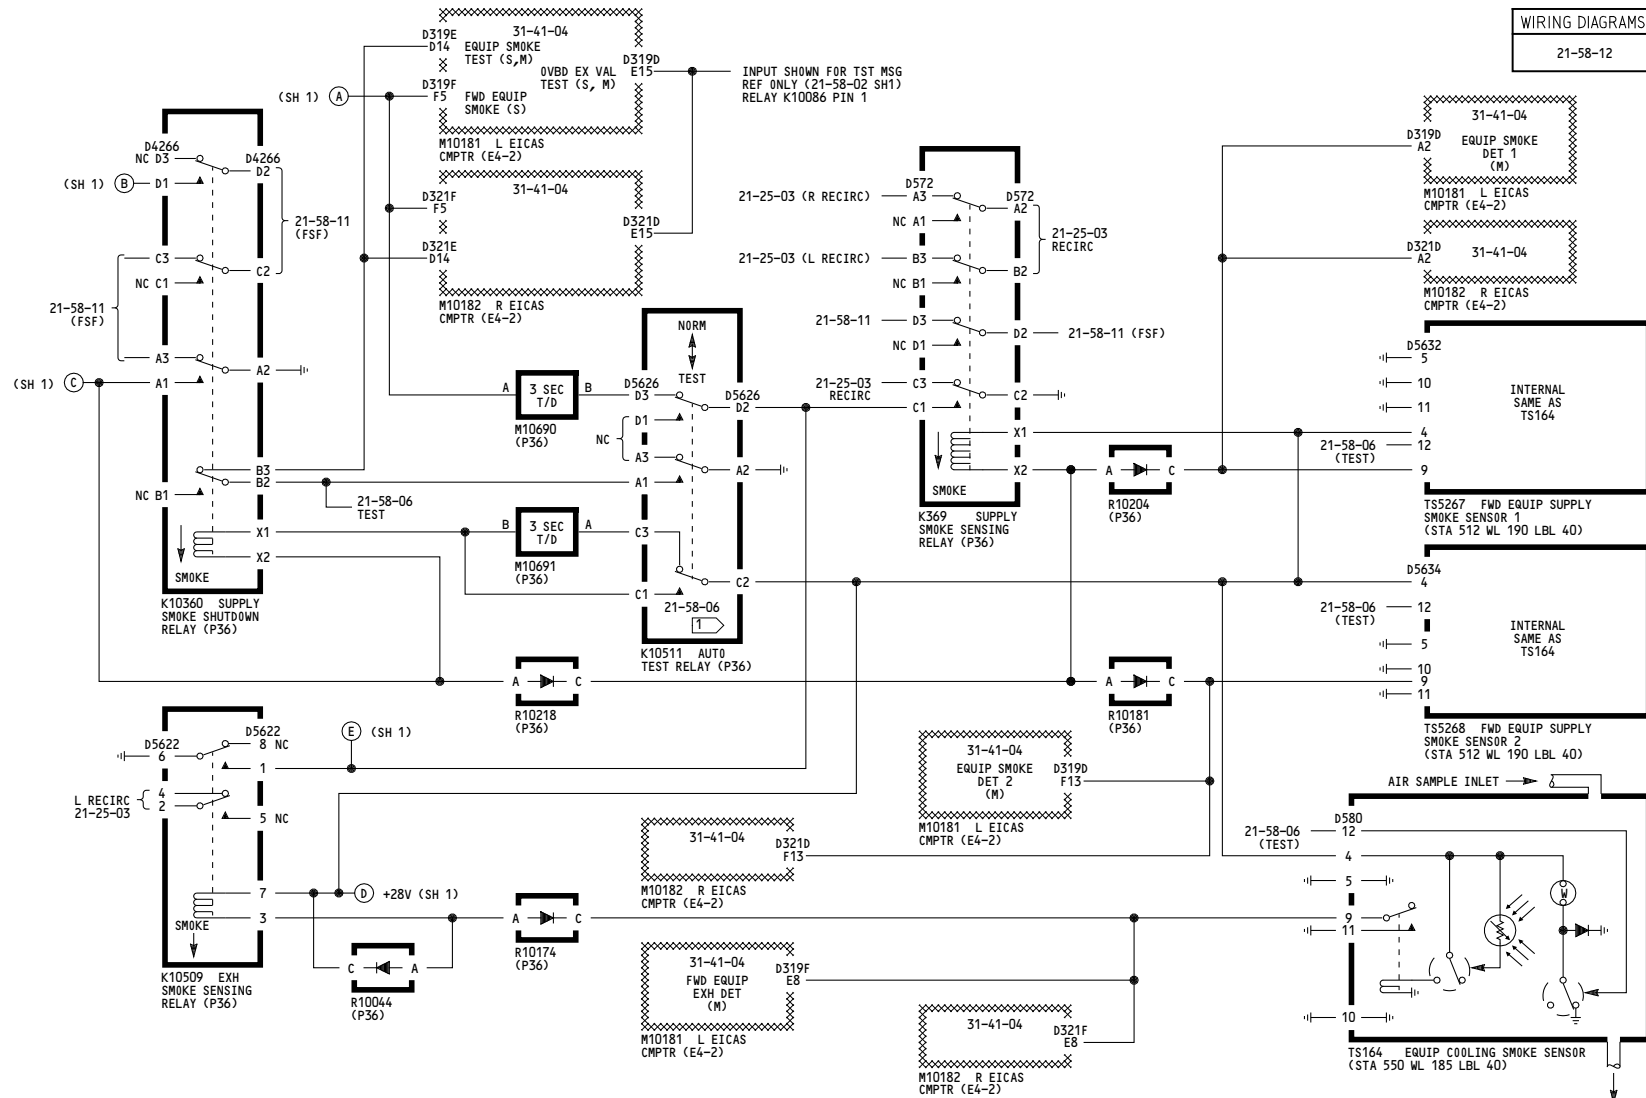 WIRING DIAGRAMS
21-58-12
31-41-04
D319E
D14
EQUIP SMOKE
TEST (S,M)
OVBD EX VAL
TEST (S, M)
D319D
E15
D319F
F5
FWD EQUIP
SMOKE (S)
M10181 L EICAS
CMPTR (E4-2)
INPUT SHOWN FOR TST MSG
REF ONLY (21-58-02 SH1)
RELAY K10086 PIN 1
(SH 1) A
31-41-04
D321F
F5
D321D
E15
D321E
D14
M10182 R EICAS
CMPTR (E4-2)
D4266
NC D3
D4266
D2
(SH 1) B D1
21-58-11
(FSF)
C3
C2
NC C1
21-58-11
(FSF)
A3
A2
(SH 1) C
A1
B3
B2
NC B1
21-58-06
TEST
X1
X2
SMOKE
K10360 SUPPLY
SMOKE SHUTDOWN
RELAY (P36)
A 3 SEC B
T/D
M10690
(P36)
B 3 SEC A
T/D
M10691
(P36)
NORM
TEST
D5626
D3
D5626
D2
D1
NC
A3
A2
A1
C3
C2
C1
21-58-06
1
K10511 AUTO
TEST RELAY (P36)
D572
D572
21-25-03 (R RECIRC) A3
A2
NC A1
21-25-03
RECIRC
21-25-03 (L RECIRC) B3
B2
NC B1
21-58-11 D3
D2 21-58-11 (FSF)
NC D1
21-25-03
RECIRC
C3
C2
C1
X1
X2
SMOKE
K369 SUPPLY
SMOKE SENSING
RELAY (P36)
A C
R10204
(P36)
31-41-04
D319D
A2
EQUIP SMOKE
DET 1
(M)
M10181 L EICAS
CMPTR (E4-2)
D321D
A2
31-41-04
M10182 R EICAS
CMPTR (E4-2)
D5632
5
10
11
4
21-58-06
(TEST)
12
9
INTERNAL
SAME AS
TS164
TS5267 FWD EQUIP SUPPLY
SMOKE SENSOR 1
(STA 512 WL 190 LBL 40)
D5634
4
21-58-06
(TEST)
12
5
10
9
11
INTERNAL
SAME AS
TS164
TS5268 FWD EQUIP SUPPLY
SMOKE SENSOR 2
(STA 512 WL 190 LBL 40)
A C
R10218
(P36)
A C
R10181
(P36)
E (SH 1)
D5622
6
D5622
8 NC
1
L RECIRC
21-25-03
4
2
5 NC
7
D +28V (SH 1)
3
SMOKE
K10509 EXH
SMOKE SENSING
RELAY (P36)
C A
R10044
(P36)
A C
R10174
(P36)
31-41-04
EQUIP SMOKE
DET 2
(M)
D319D
F13
M10181 L EICAS
CMPTR (E4-2)
31-41-04
D321D
F13
M10182 R EICAS
CMPTR (E4-2)
31-41-04
FWD EQUIP
EXH DET
(M)
D319F
E8
M10181 L EICAS
CMPTR (E4-2)
31-41-04
D321F
E8
M10182 R EICAS
CMPTR (E4-2)
AIR SAMPLE INLET
D580
21-58-06
(TEST)
12
4
5
9
11
10
W
TS164 EQUIP COOLING SMOKE SENSOR
(STA 550 WL 185 LBL 40)